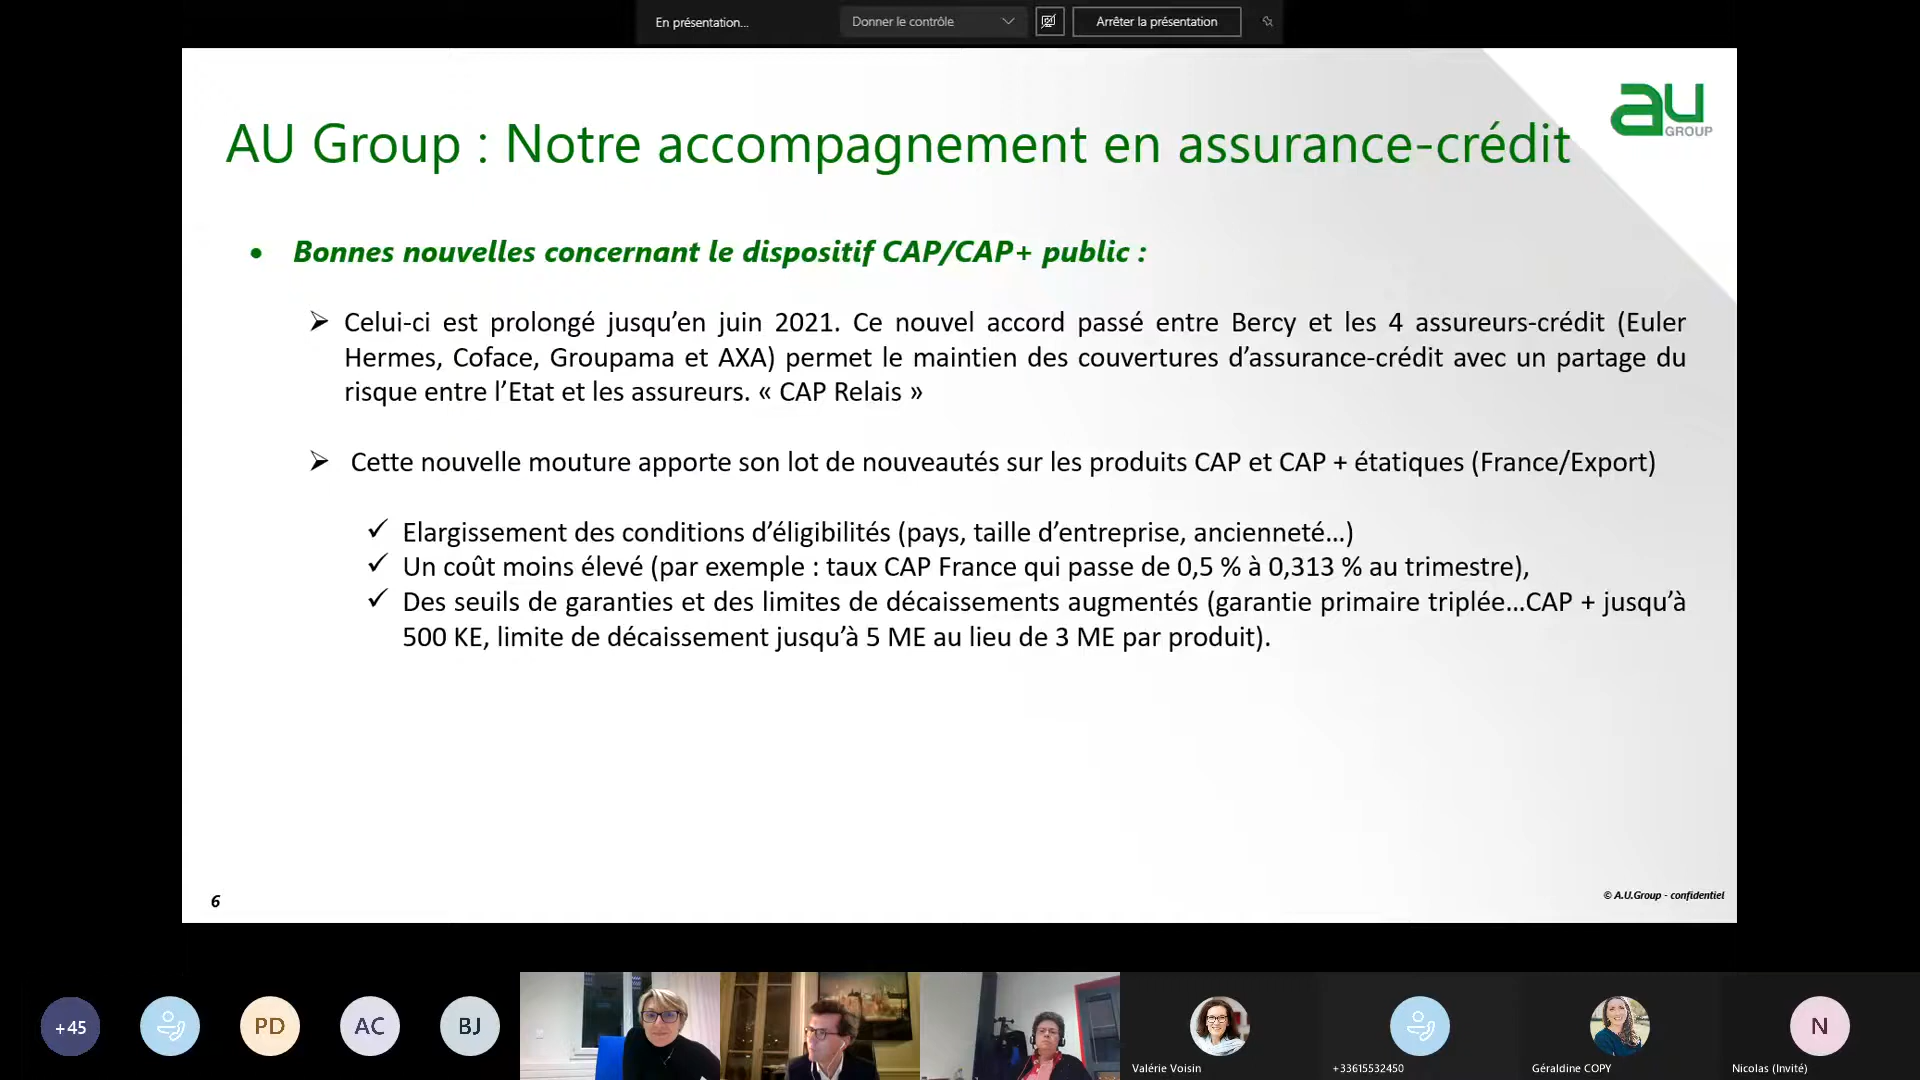 En présentation...
Donner le contrôle
Arrêter la présentation
au
GROUP
AU Group : Notre accompagnement en assurance-crédit
• Bonnes nouvelles concernant le dispositif CAP/CAP+ public :
➢ Celui-ci est prolongé jusqu’en juin 2021. Ce nouvel accord passé entre Bercy et les 4 assureurs-crédit (Euler
Hermes, Coface, Groupama et AXA) permet le maintien des couvertures d’assurance-crédit avec un partage du
risque entre l’Etat et les assureurs. « CAP Relais »
➢ Cette nouvelle mouture apporte son lot de nouveautés sur les produits CAP et CAP + étatiques (France/Export)
✓ Elargissement des conditions d’éligibilités (pays, taille d’entreprise, ancienneté…)
✓ Un coût moins élevé (par exemple : taux CAP France qui passe de 0,5 % à 0,313 % au trimestre),
✓ Des seuils de garanties et des limites de décaissements augmentés (garantie primaire triplée…CAP + jusqu’à
500 KE, limite de décaissement jusqu’à 5 ME au lieu de 3 ME par produit).
6
© A.U.Group - confidentiel
+45
PD
AC
BJ
N
Valérie Voisin
+33615532450
Géraldine COPY
Nicolas (Invité)